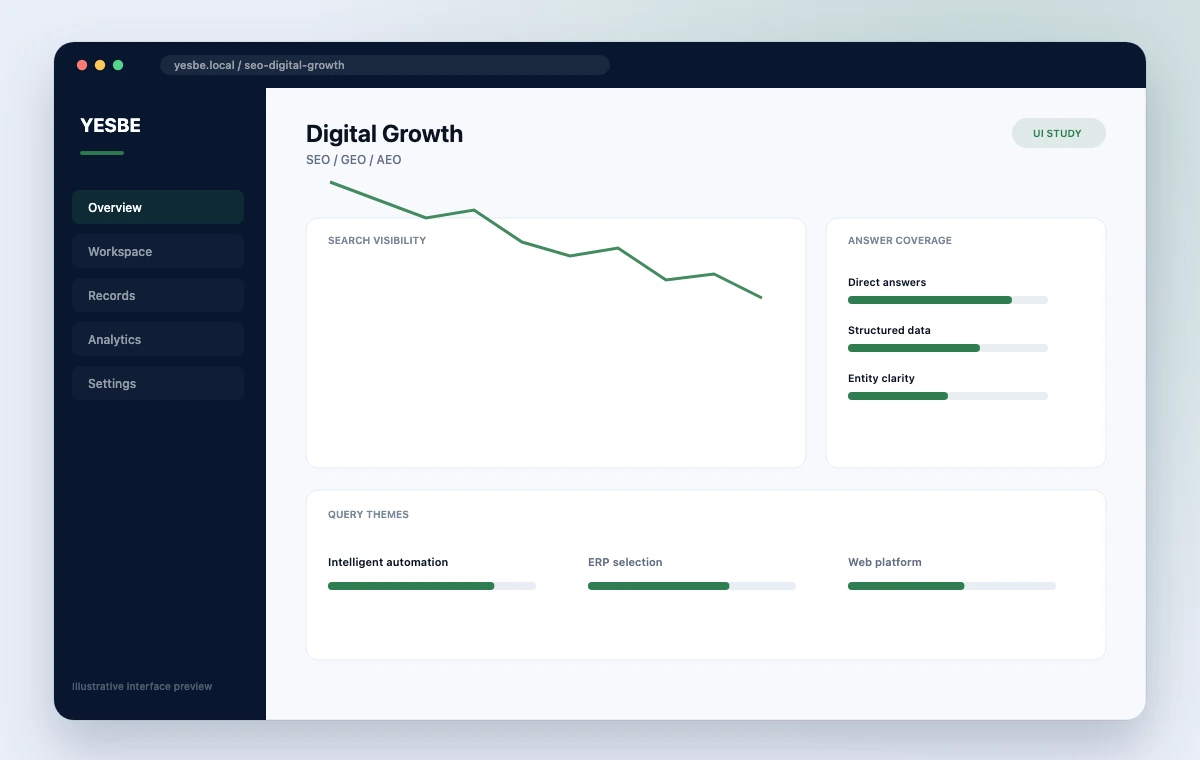 yesbe.local / seo-digital-growth
YESBE
Overview
Workspace
Records
Analytics
Settings
Illustrative interface preview
Digital Growth
SEO / GEO / AEO
UI STUDY
SEARCH VISIBILITY
ANSWER COVERAGE
Direct answers
Structured data
Entity clarity
QUERY THEMES
Intelligent automation
ERP selection
Web platform